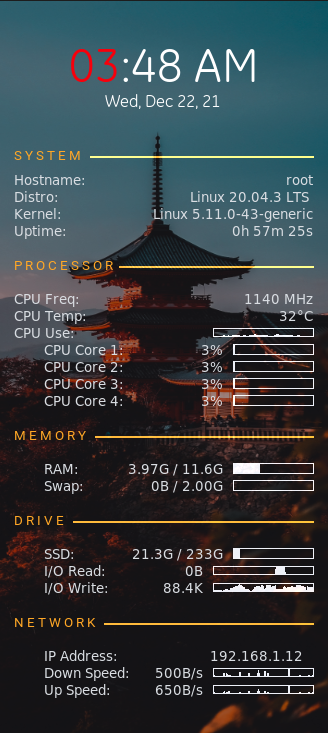 03:48 AM
Wed, Dec 22, 21
SYSTEM
Hostname: root
Distro: Linux 20.04.3 LTS
Kernel: Linux 5.11.0-43-generic
Uptime: 0h 57m 25s
PROCESSOR
CPU Freq: 1140 MHz
CPU Temp: 32°C
CPU Use:
CPU Core 1: 3%
CPU Core 2: 3%
CPU Core 3: 3%
CPU Core 4: 3%
MEMORY
RAM: 3.97G / 11.6G
Swap: 0B / 2.00G
DRIVE
SSD: 21.3G / 233G
I/O Read: 0B
I/O Write: 88.4K
NETWORK
IP Address: 192.168.1.12
Down Speed: 500B/s
Up Speed: 650B/s